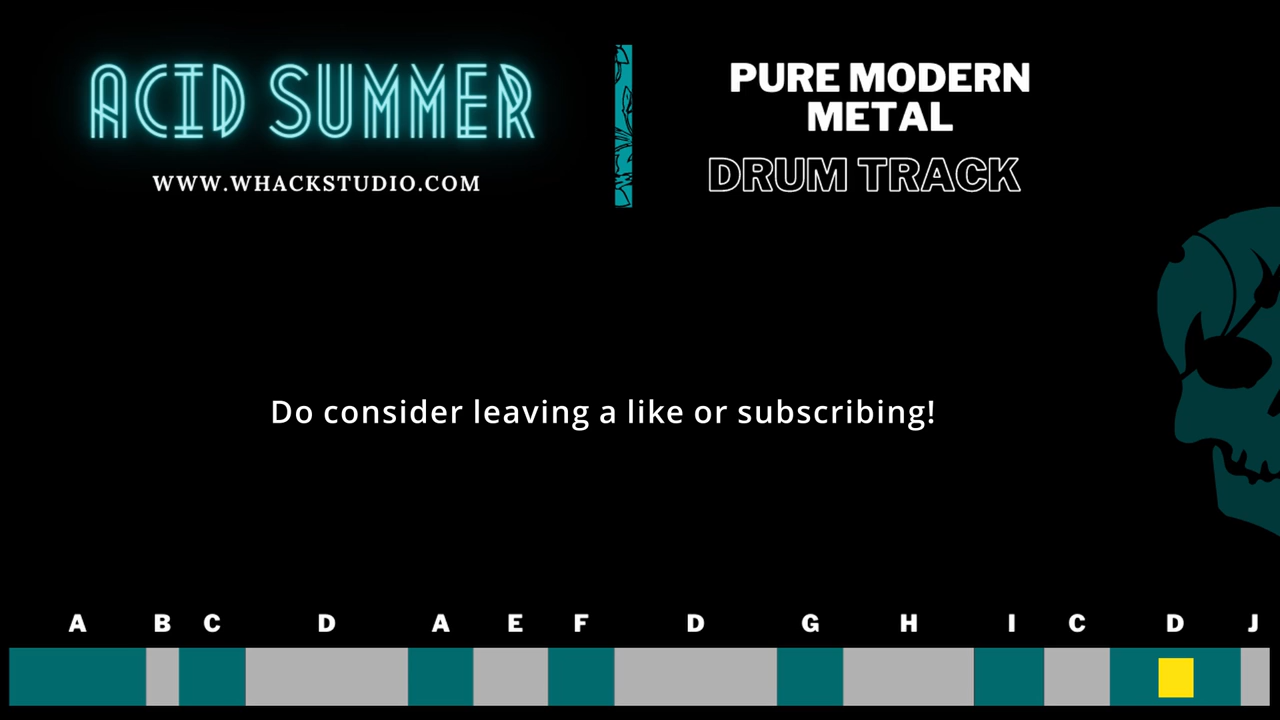 ACID SUMMER
WWW.WHACKSTUDIO.COM
PURE MODERN
METAL
DRUM TRACK
Do consider leaving a like or subscribing!
A B C D A E F D G H I C D J